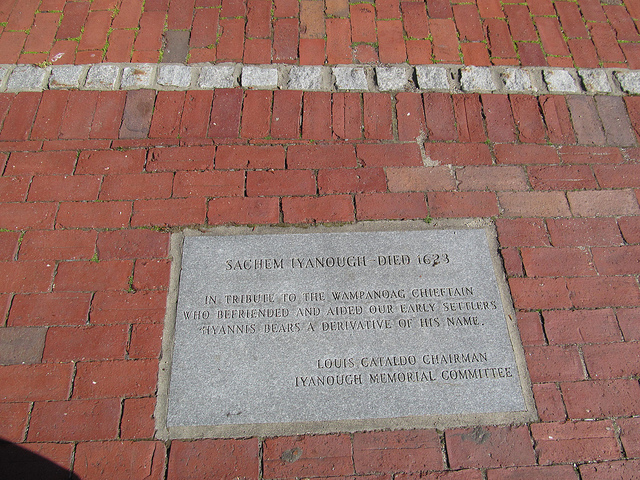 SACHEM IYANOUGH - DIED 1623
IN TRIBUTE TO THE WAMPANOAG CHIEFTAIN
WHO BEFRIENDED AND AIDED OUR EARLY SETTLERS
HYANNIS BEARS A DERIVATIVE OF HIS NAME.
LOUIS CATALDO CHAIRMAN
IYANOUGH MEMORIAL COMMITTEE